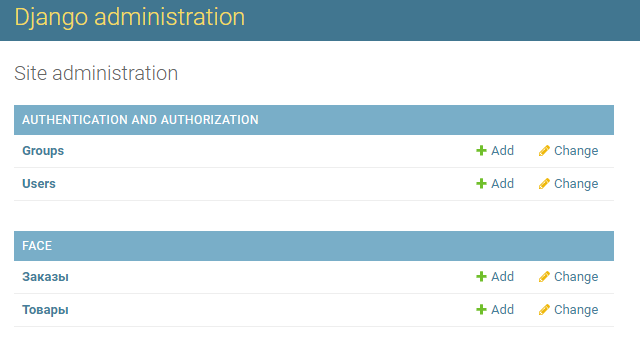 Django administration
Site administration
AUTHENTICATION AND AUTHORIZATION
Groups Add Change
Users Add Change
FACE
Заказы Add Change
Товары Add Change